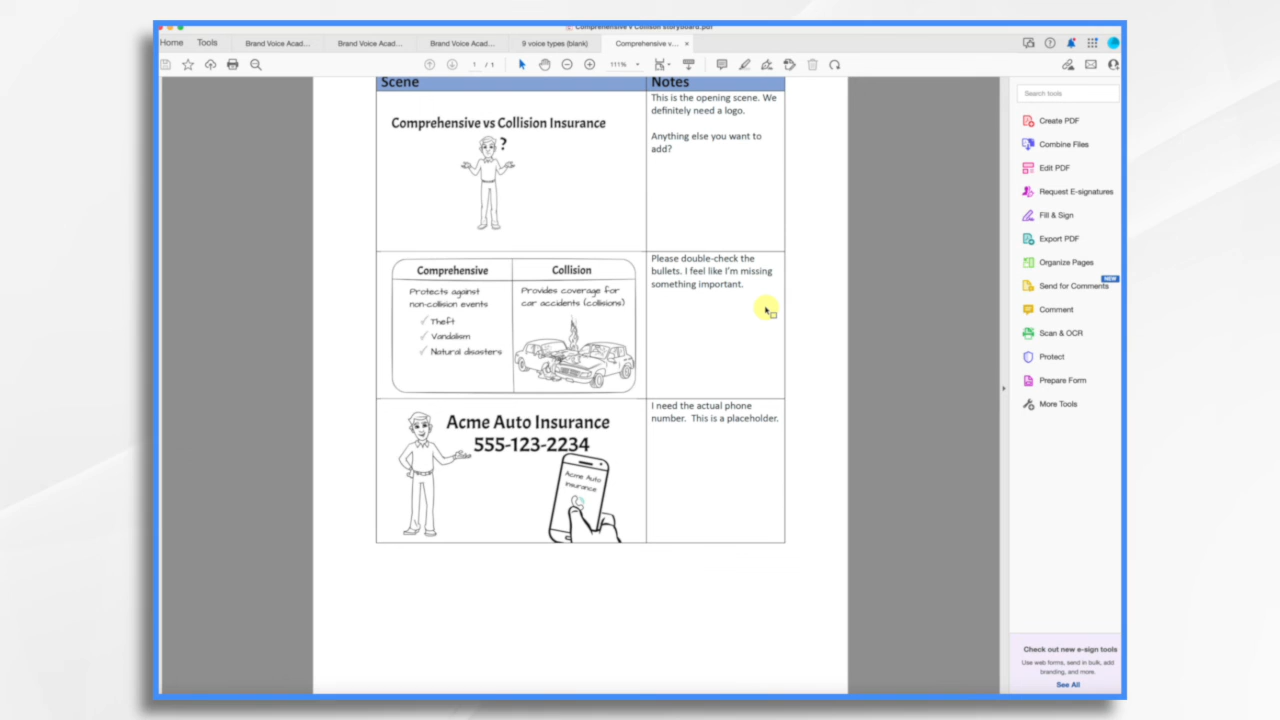 Comprehensive v Collision storyboard.pdf
Home Tools Brand Voice Acad... Brand Voice Acad... Brand Voice Acad... 9 voice types (blank) Comprehensive v... ×
1 / 1 111%
Scene Notes
Comprehensive vs Collision Insurance
?
This is the opening scene. We
definitely need a logo.
Anything else you want to
add?
Comprehensive
Protects against
non-collision events
✓ Theft
✓ Vandalism
✓ Natural disasters
Collision
Provides coverage for
car accidents (collisions)
Please double-check the
bullets. I feel like I'm missing
something important.
Acme Auto Insurance
555-123-2234
Acme Auto
Insurance
I need the actual phone
number. This is a placeholder.
Search tools
Create PDF
Combine Files
Edit PDF
Request E-signatures
Fill & Sign
Export PDF
Organize Pages
NEW
Send for Comments
Comment
Scan & OCR
Protect
Prepare Form
More Tools
Check out new e-sign tools
Use web forms, send in bulk, add
branding, and more.
See All